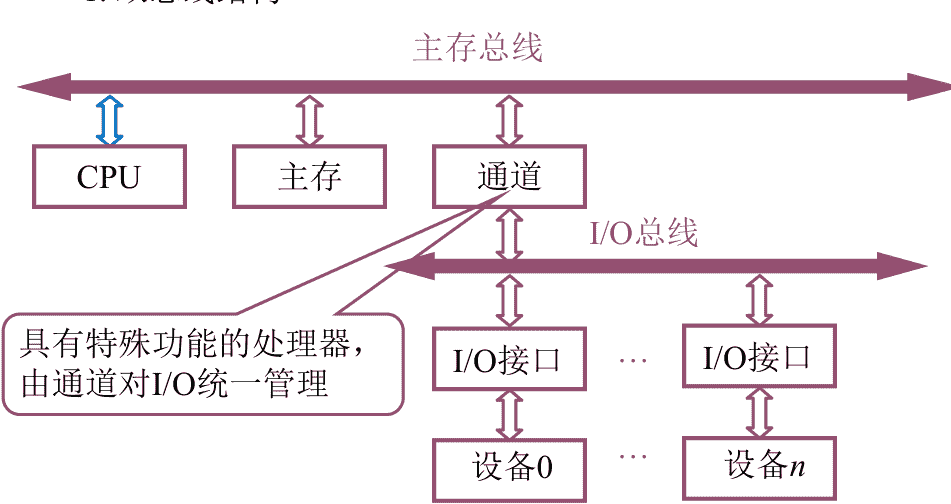 主存总线
CPU
主存
通道
I/O总线
具有特殊功能的处理器，
由通道对I/O统一管理
I/O接口
…
I/O接口
设备0
…
设备n